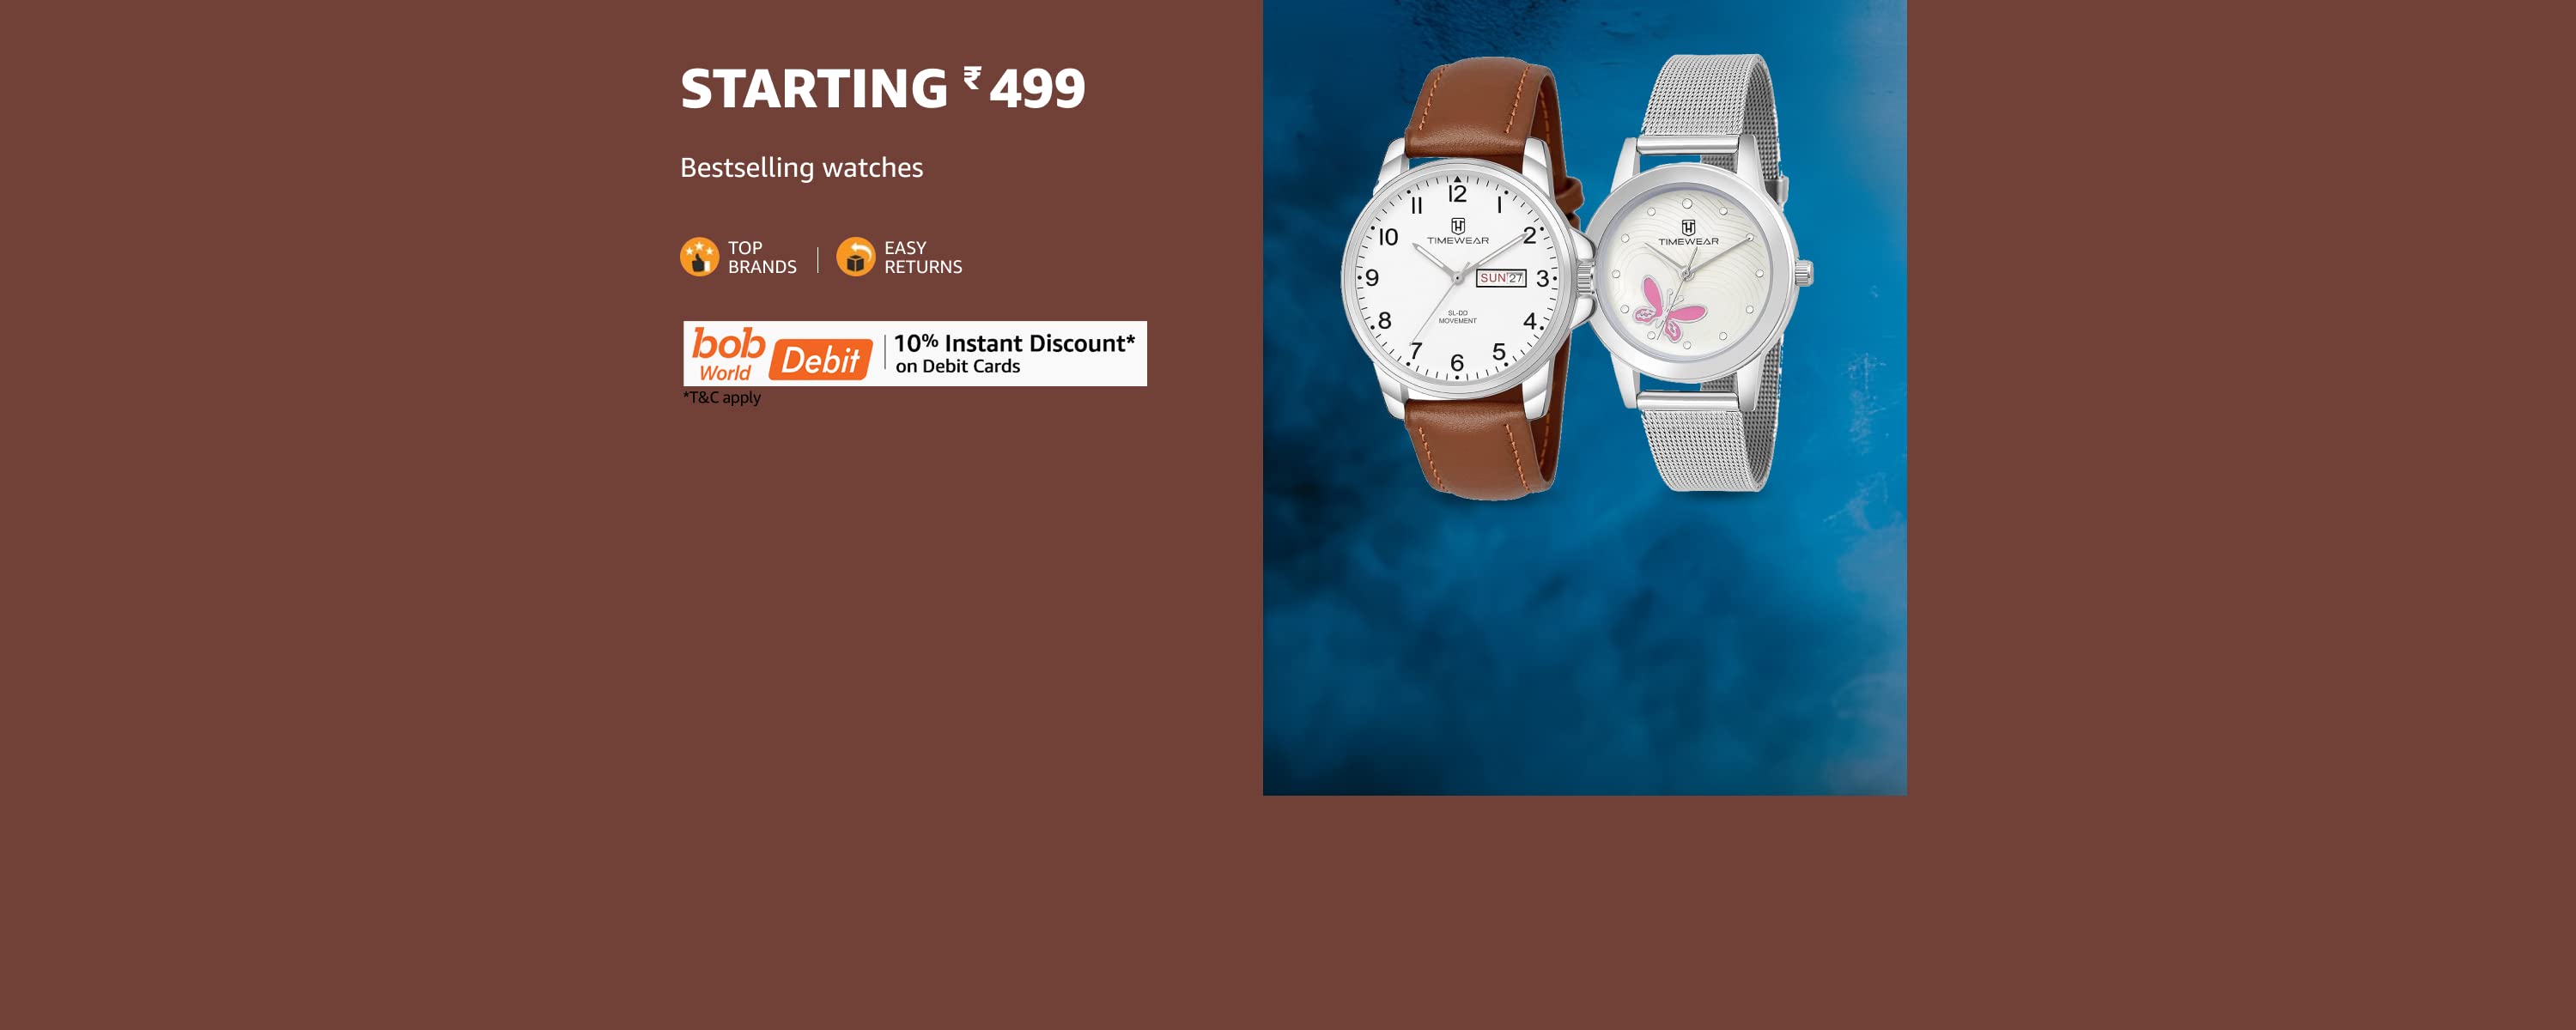 STARTING ₹499
Bestselling watches
TOP
BRANDS
EASY
RETURNS
bob
World
Debit
10% Instant Discount*
on Debit Cards
*T&C apply
12
11
1
10
TIMEWEAR
2
9
SUN 27
3
SL-DD
MOVEMENT
8
4
7
5
6
TIMEWEAR